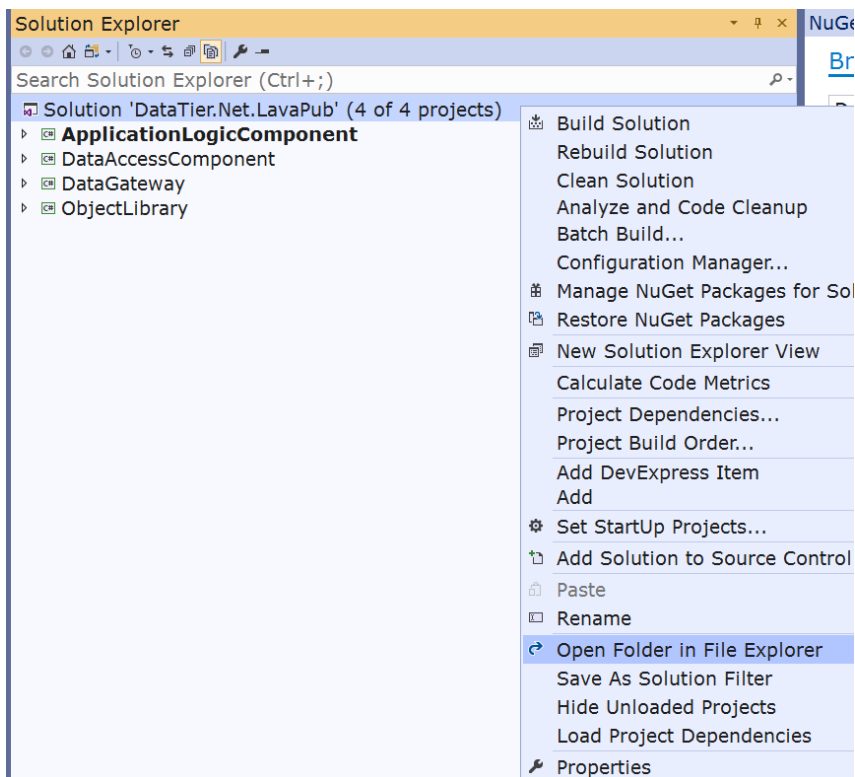 Solution Explorer
NuGe
Search Solution Explorer (Ctrl+;)
Br
Solution 'DataTier.Net.LavaPub' (4 of 4 projects)
ApplicationLogicComponent
DataAccessComponent
DataGateway
ObjectLibrary
Build Solution
Rebuild Solution
Clean Solution
Analyze and Code Cleanup
Batch Build...
Configuration Manager...
Manage NuGet Packages for Sol
Restore NuGet Packages
New Solution Explorer View
Calculate Code Metrics
Project Dependencies...
Project Build Order...
Add DevExpress Item
Add
Set StartUp Projects...
Add Solution to Source Control
Paste
Rename
Open Folder in File Explorer
Save As Solution Filter
Hide Unloaded Projects
Load Project Dependencies
Properties